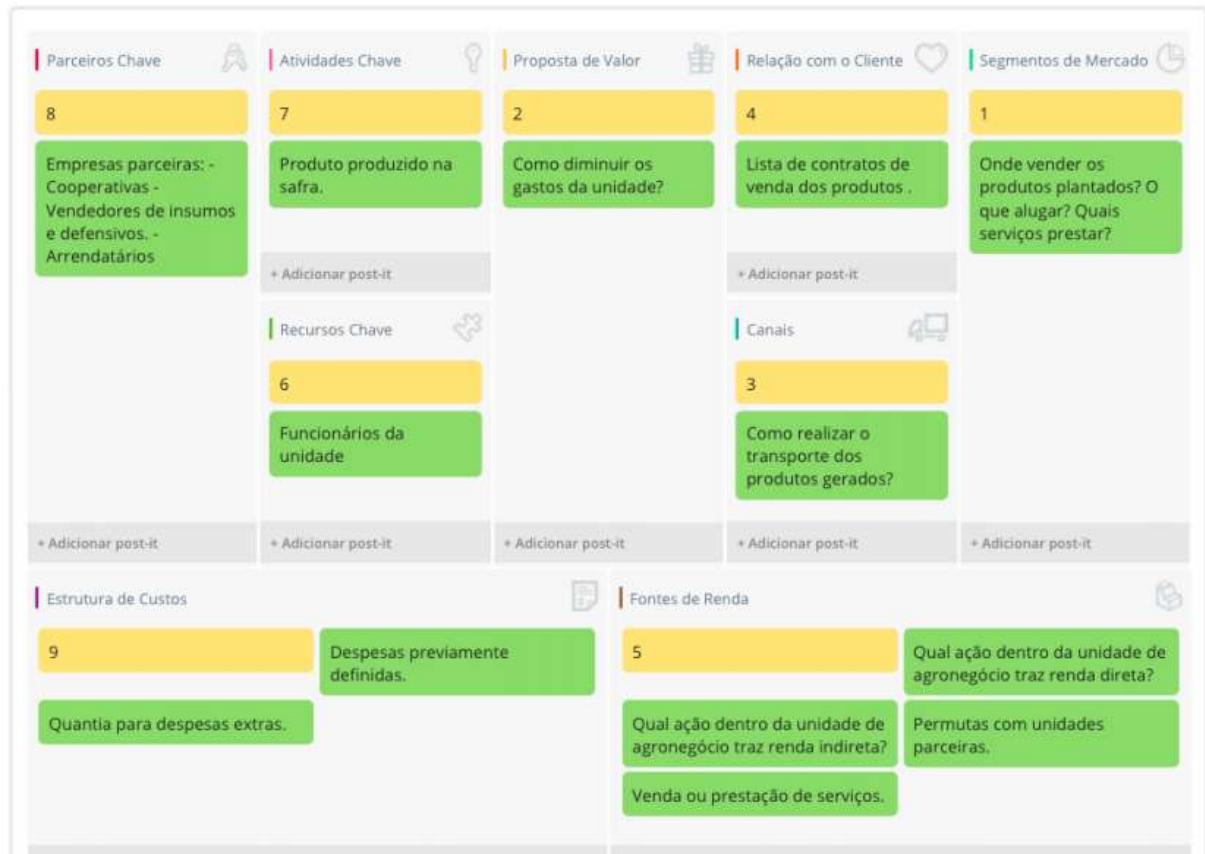 Parceiros Chave
8
Empresas parceiras: -
Cooperativas -
Vendedores de insumos
e defensivos. -
Arrendatários
+ Adicionar post-it
Atividades Chave
7
Produto produzido na
safra.
+ Adicionar post-it
Recursos Chave
6
Funcionários da
unidade
+ Adicionar post-it
Proposta de Valor
2
Como diminuir os
gastos da unidade?
+ Adicionar post-it
Relação com o Cliente
4
Lista de contratos de
venda dos produtos .
+ Adicionar post-it
Canais
3
Como realizar o
transporte dos
produtos gerados?
+ Adicionar post-it
Segmentos de Mercado
1
Onde vender os
produtos plantados? O
que alugar? Quais
serviços prestar?
+ Adicionar post-it
Estrutura de Custos
9
Despesas previamente
definidas.
Quantia para despesas extras.
Fontes de Renda
5
Qual ação dentro da unidade de
agronegócio traz renda direta?
Qual ação dentro da unidade de
agronegócio traz renda indireta?
Permutas com unidades
parceiras.
Venda ou prestação de serviços.